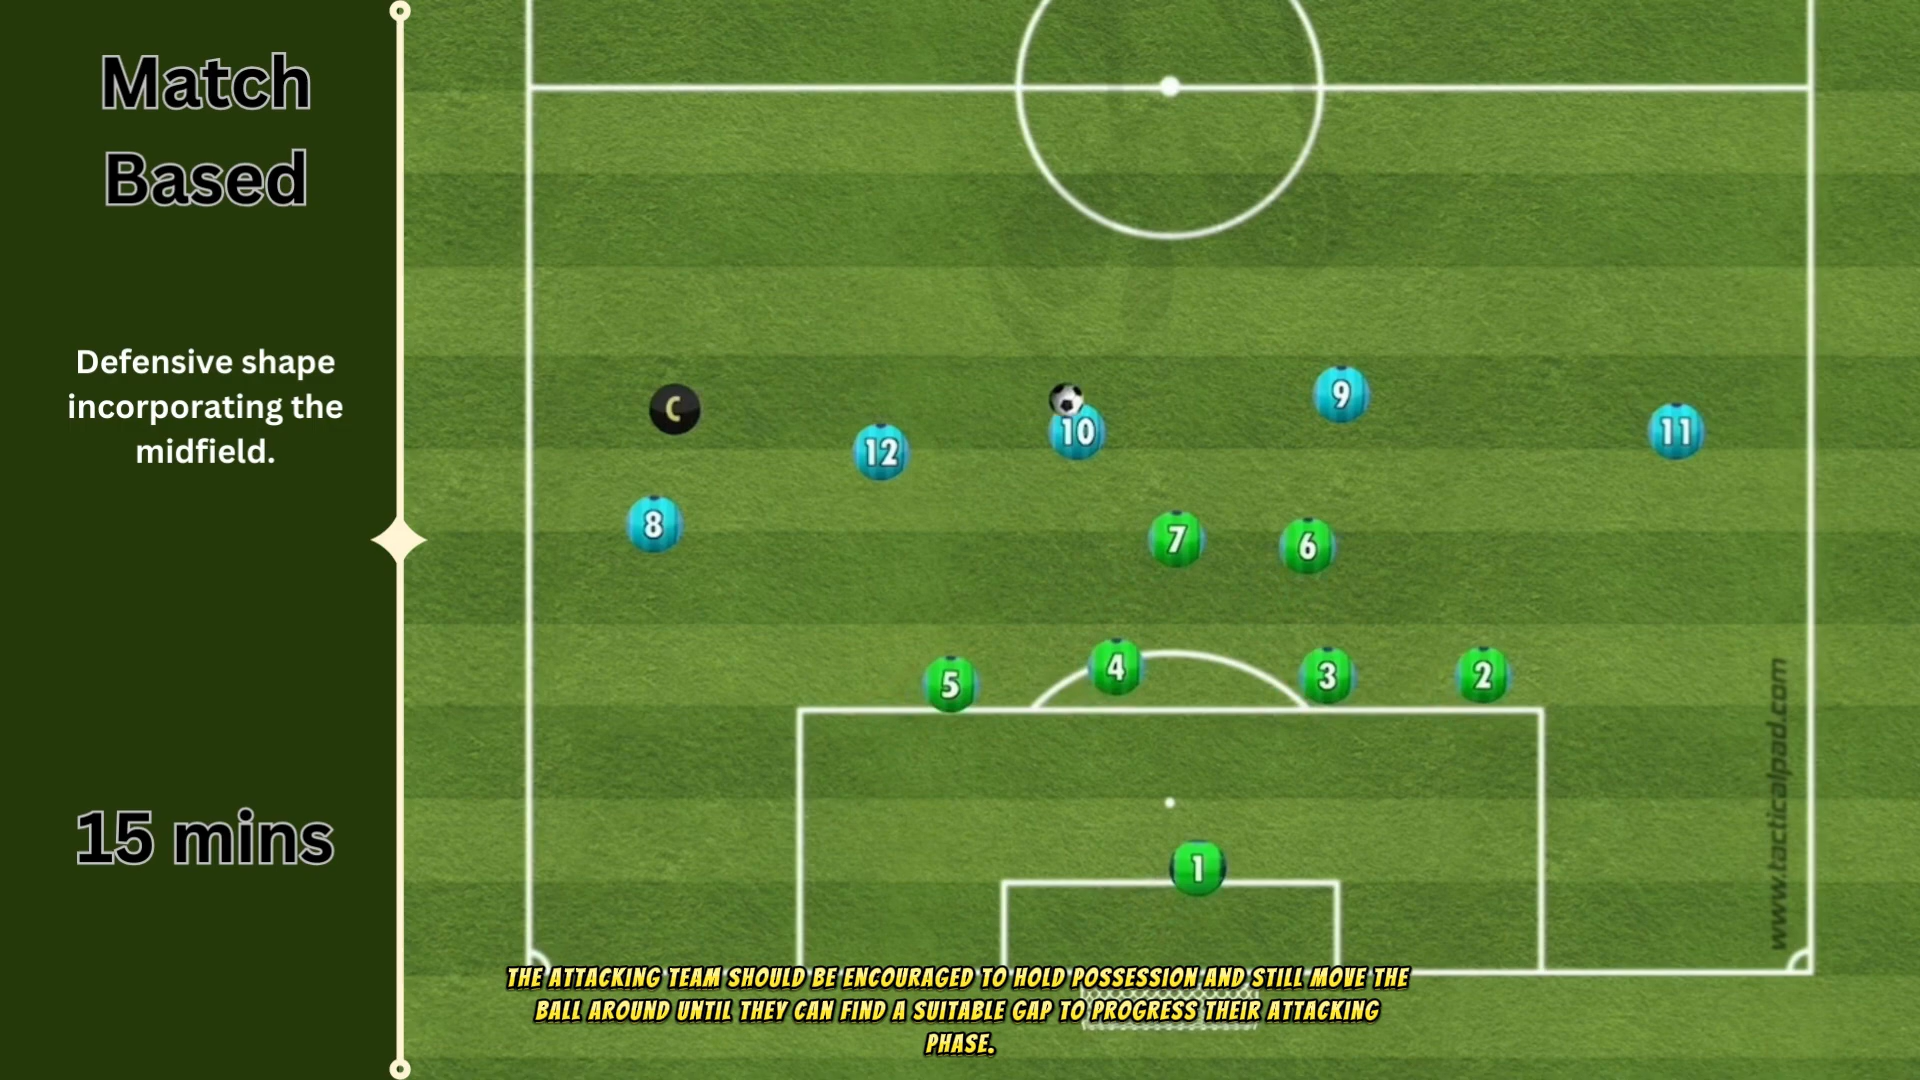 Match
Based
Defensive shape
incorporating the
midfield.
15 mins
C
9
10
11
12
8
7
6
5
4
3
2
1
www.tacticalpad.com
THE ATTACKING TEAM SHOULD BE ENCOURAGED TO HOLD POSSESSION AND STILL MOVE THE
BALL AROUND UNTIL THEY CAN FIND A SUITABLE GAP TO PROGRESS THEIR ATTACKING
PHASE.